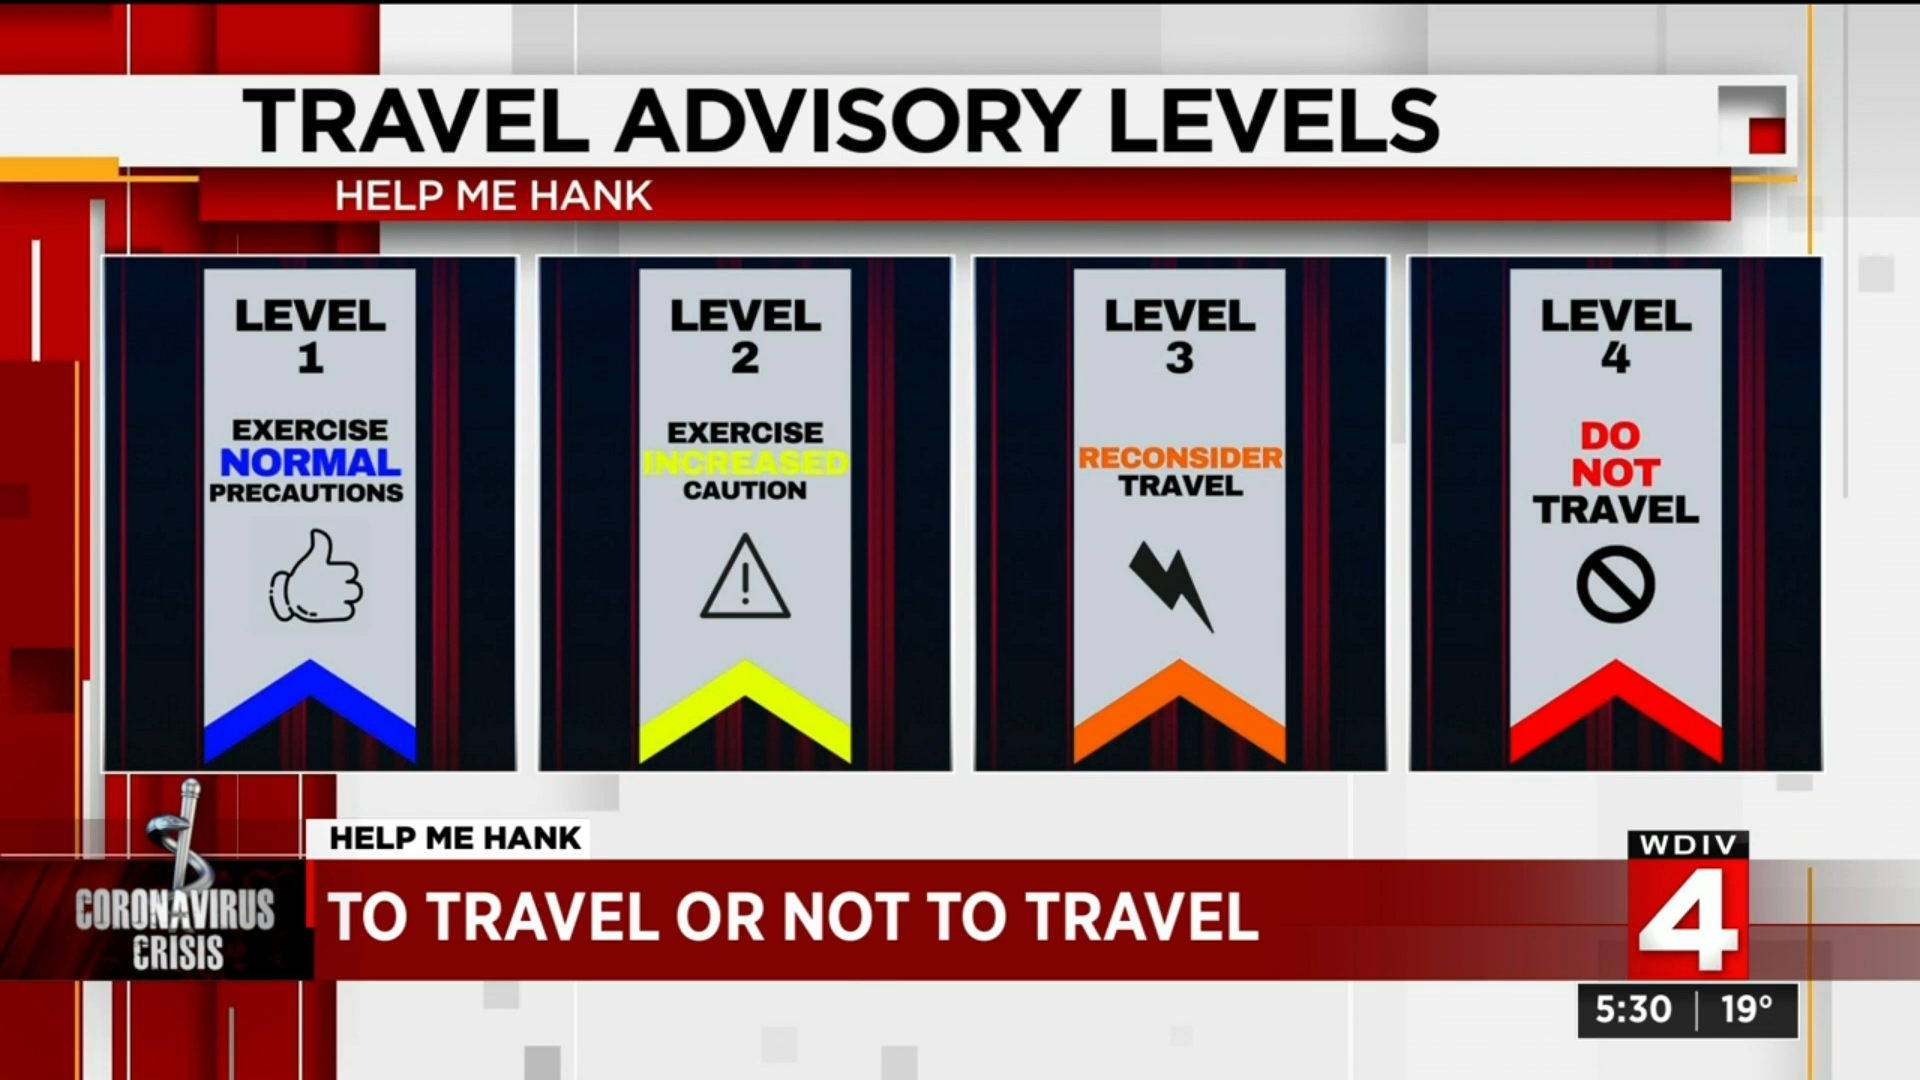 TRAVEL ADVISORY LEVELS
HELP ME HANK
LEVEL
1
EXERCISE
NORMAL
PRECAUTIONS
LEVEL
2
EXERCISE
INCREASED
CAUTION
LEVEL
3
RECONSIDER
TRAVEL
LEVEL
4
DO
NOT
TRAVEL
HELP ME HANK
CORONAVIRUS
CRISIS
TO TRAVEL OR NOT TO TRAVEL
WDIV
4
5:30 19°